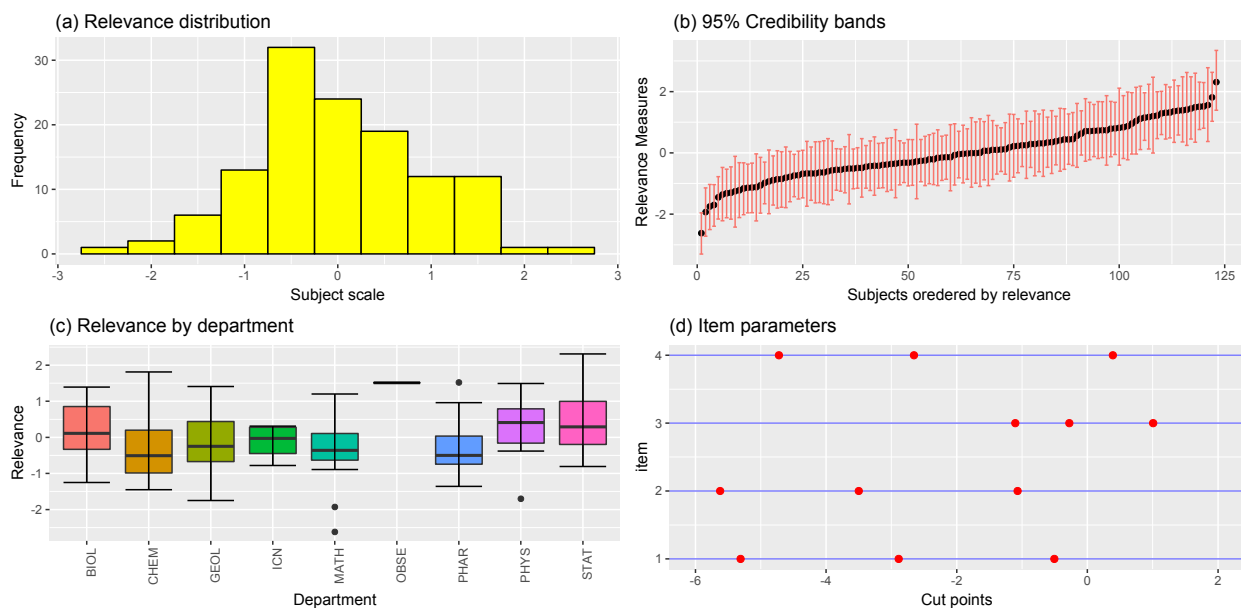 (a) Relevance distribution
Frequency
30
20
10
0
-3
-2
-1
0
1
2
3
Subject scale
(b) 95% Credibility bands
Relevance Measures
2
0
-2
0
25
50
75
100
125
Subjects oredered by relevance
(c) Relevance by department
Relevance
2
1
0
-1
-2
BIOL
CHEM
GEOL
ICN
MATH
OBSE
PHAR
PHYS
STAT
Department
(d) Item parameters
item
4
3
2
1
-6
-4
-2
0
2
Cut points